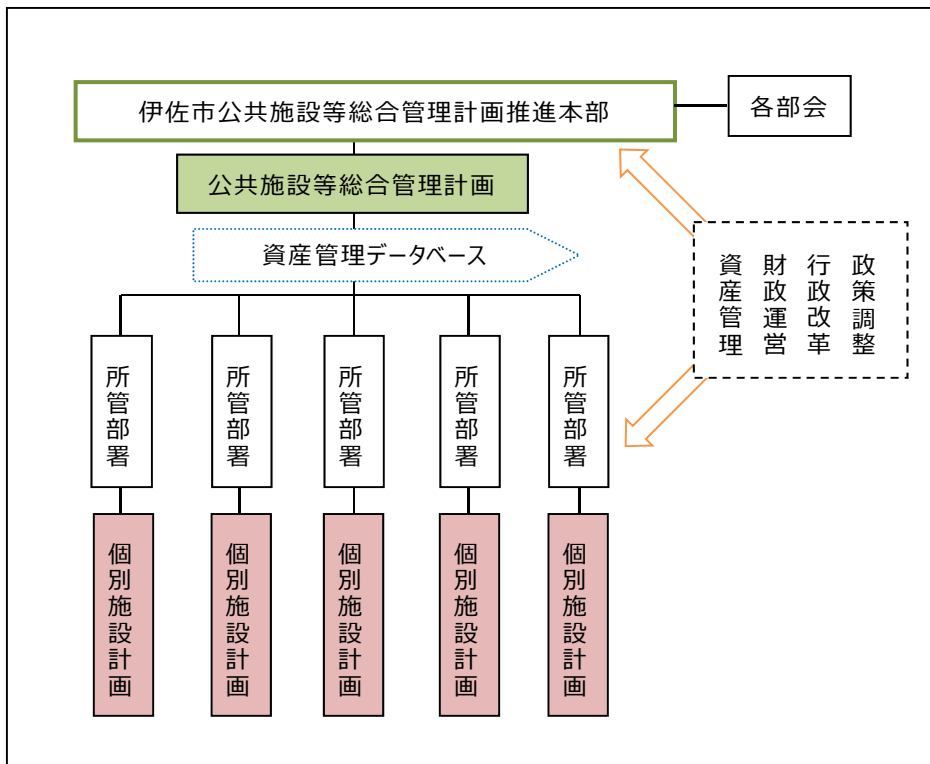 伊佐市公共施設等総合管理計画推進本部
各部会
公共施設等総合管理計画
資産管理データベース
政策調整
行政改革
財政運営
資産管理
所管部署
所管部署
所管部署
所管部署
所管部署
個別施設計画
個別施設計画
個別施設計画
個別施設計画
個別施設計画